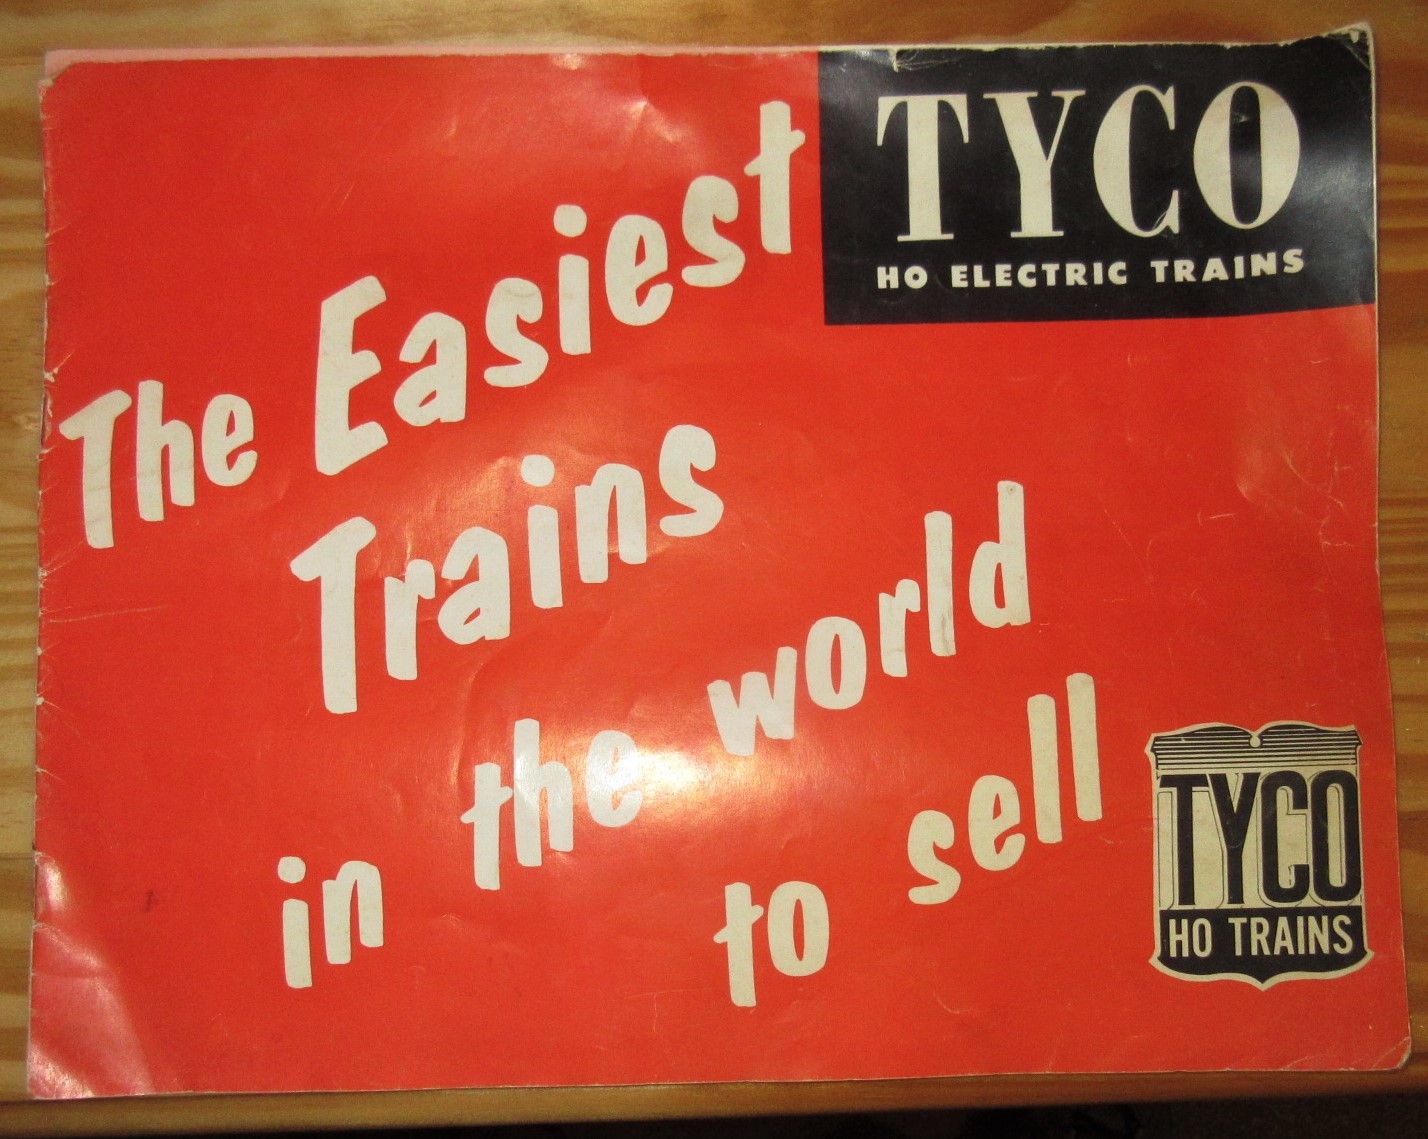 TYCO
HO ELECTRIC TRAINS
The Easiest
Trains
in the world
to sell
TYCO
HO TRAINS